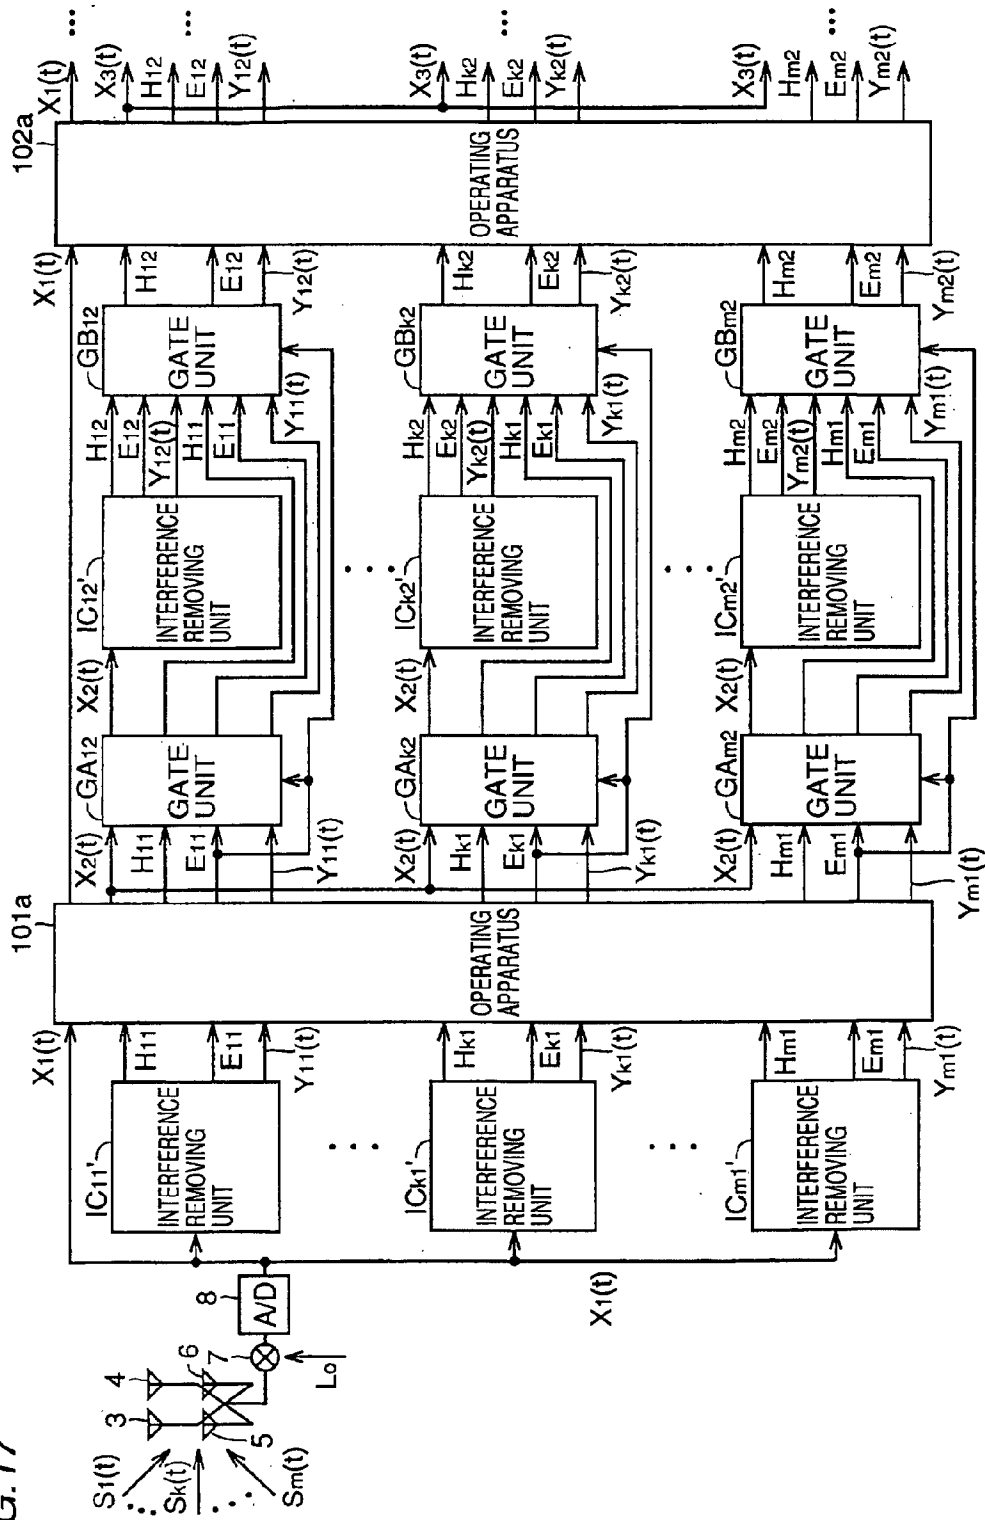 G.17
S1(t)
Sk(t)
Sm(t)
3
4
5
6
7
8
A/D
Lo
X1(t)
X1(t)
IC11'
INTERFERENCE
REMOVING
UNIT
H11
E11
Y11(t)
ICk1'
INTERFERENCE
REMOVING
UNIT
Hk1
Ek1
Yk1(t)
ICm1'
INTERFERENCE
REMOVING
UNIT
Hm1
Em1
Ym1(t)
101a
OPERATING
APPARATUS
X2(t)
H11
E11
Y11(t)
X2(t)
Hk1
Ek1
Yk1(t)
X2(t)
Hm1
Em1
Ym1(t)
GA12
GATE
UNIT
GAk2
GATE
UNIT
GAm2
GATE
UNIT
X2(t)
X2(t)
X2(t)
IC12'
INTERFERENCE
REMOVING
UNIT
ICk2'
INTERFERENCE
REMOVING
UNIT
ICm2'
INTERFERENCE
REMOVING
UNIT
H12
E12
Y12(t)
H11
E11
Y11(t)
Hk2
Ek2
Yk2(t)
Hk1
Ek1
Yk1(t)
Hm2
Em2
Ym2(t)
Hm1
Em1
Ym1(t)
GB12
GATE
UNIT
GBk2
GATE
UNIT
GBm2
GATE
UNIT
X1(t)
H12
E12
Y12(t)
Hk2
Ek2
Yk2(t)
Hm2
Em2
Ym2(t)
102a
OPERATING
APPARATUS
X1(t)
X3(t)
H12
E12
Y12(t)
X3(t)
Hk2
Ek2
Yk2(t)
X3(t)
Hm2
Em2
Ym2(t)